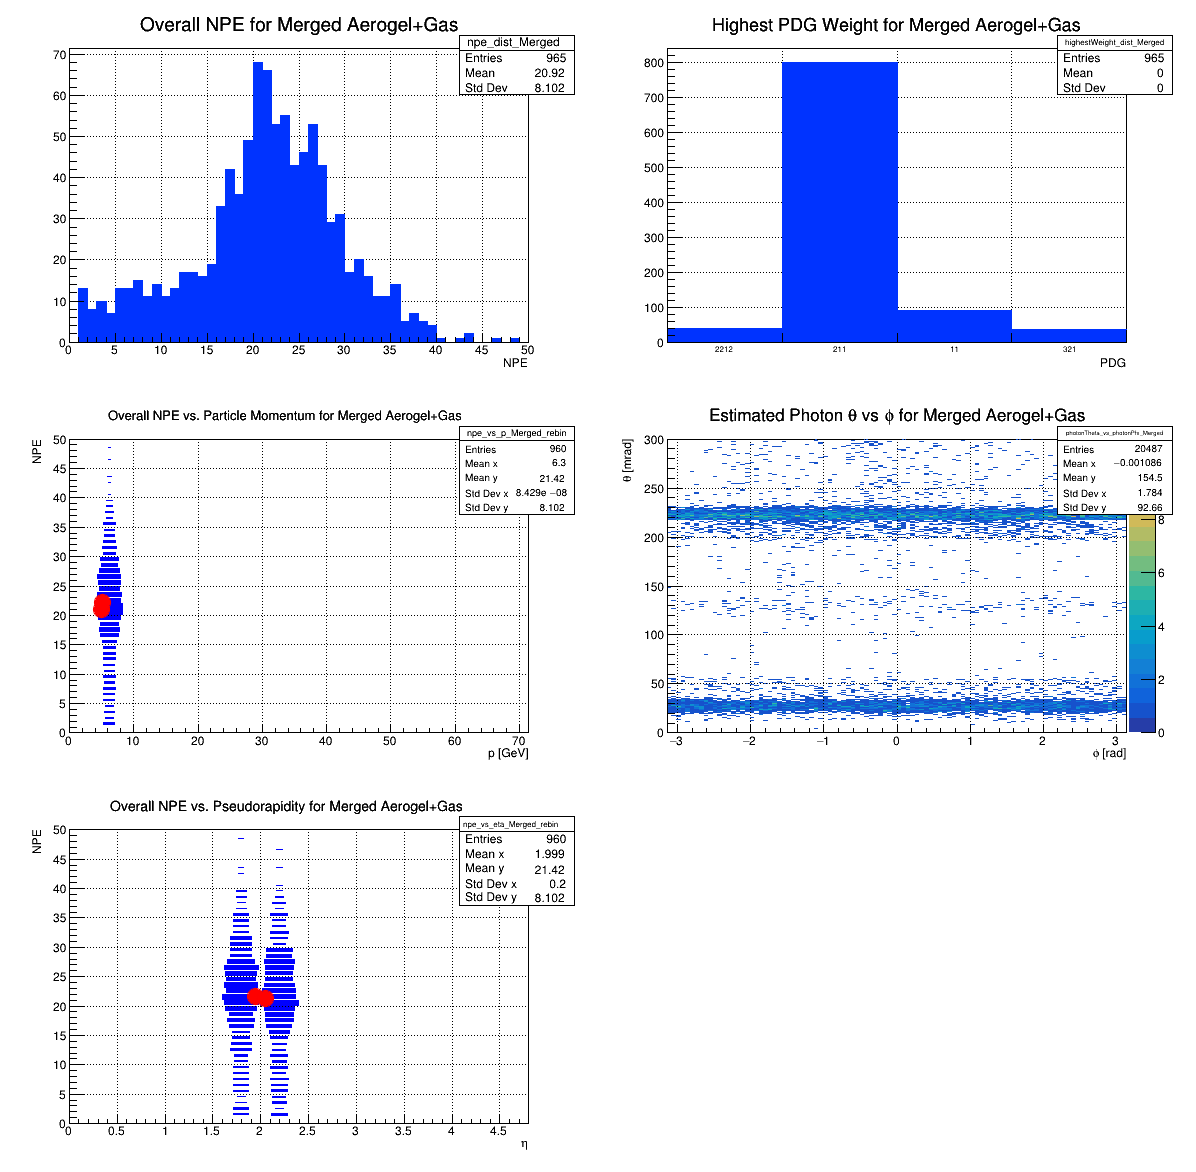 Overall NPE for Merged Aerogel+Gas
npe_dist_Merged
Entries 965
Mean 20.92
Std Dev 8.102
70
60
50
40
30
20
10
0
0 5 10 15 20 25 30 35 40 45 50
NPE
Highest PDG Weight for Merged Aerogel+Gas
highestWeight_dist_Merged
Entries 965
Mean 0
Std Dev 0
800
700
600
500
400
300
200
100
0
2212 211 11 321
PDG
Overall NPE vs. Particle Momentum for Merged Aerogel+Gas
npe_vs_p_Merged_rebin
Entries 960
Mean x 6.3
Mean y 21.42
Std Dev x 8.429e −08
Std Dev y 8.102
NPE
50
45
40
35
30
25
20
15
10
5
0
0 10 20 30 40 50 60 70
p [GeV]
Estimated Photon θ vs ϕ for Merged Aerogel+Gas
photonTheta_vs_photonPhi_Merged
Entries 20487
Mean x −0.001086
Mean y 154.5
Std Dev x 1.784
Std Dev y 92.66
θ [mrad]
300
250
200
150
100
50
0
−3 −2 −1 0 1 2 3
ϕ [rad]
8
6
4
2
0
Overall NPE vs. Pseudorapidity for Merged Aerogel+Gas
npe_vs_eta_Merged_rebin
Entries 960
Mean x 1.999
Mean y 21.42
Std Dev x 0.2
Std Dev y 8.102
NPE
50
45
40
35
30
25
20
15
10
5
0
0 0.5 1 1.5 2 2.5 3 3.5 4 4.5
η